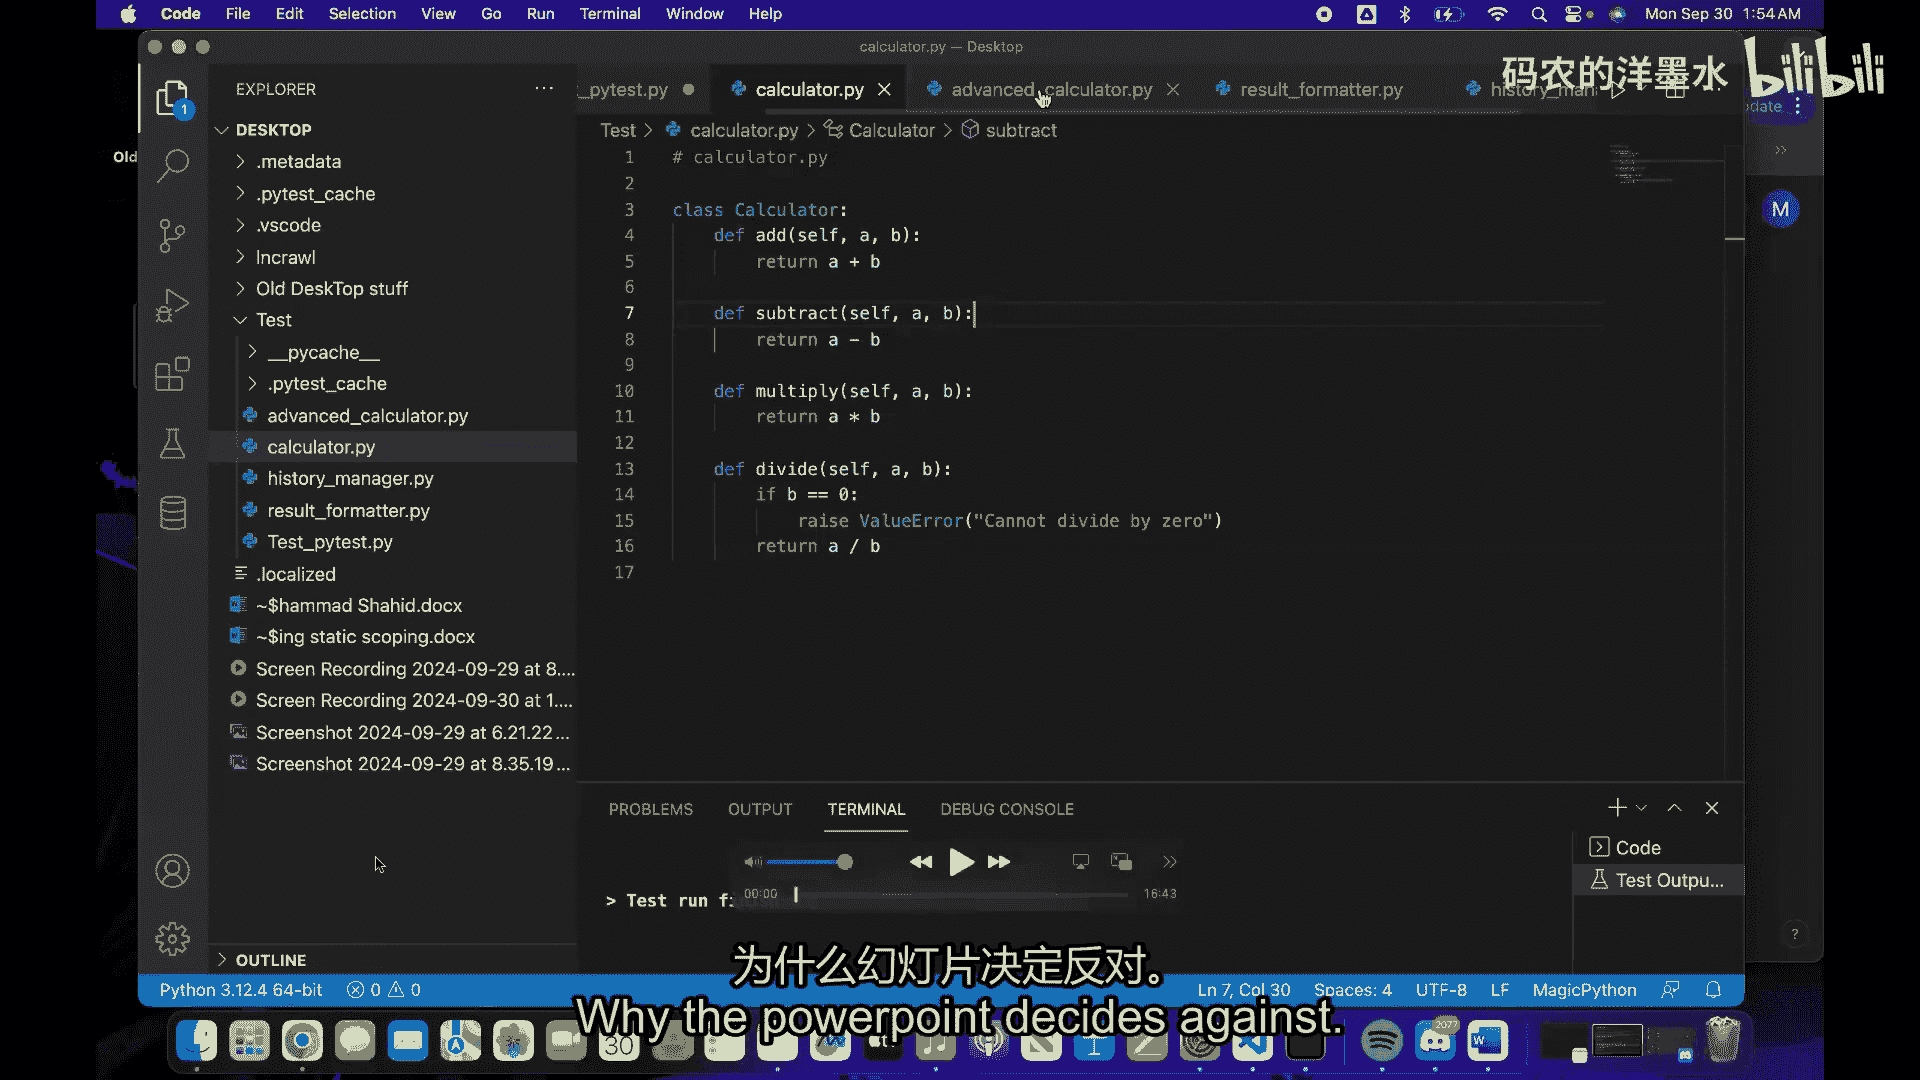 Code File Edit Selection View Go Run Terminal Window Help Mon Sep 30 1:54 AM
calculator.py — Desktop
码农的洋墨水 bilibili
EXPLORER
_pytest.py calculator.py advanced_calculator.py result_formatter.py
Old
Test > calculator.py > Calculator > subtract
DESKTOP
.metadata
.pytest_cache
.vscode
Incrawl
Old DeskTop stuff
Test
__pycache__
.pytest_cache
advanced_calculator.py
calculator.py
history_manager.py
result_formatter.py
Test_pytest.py
.localized
~$hammad Shahid.docx
~$ing static scoping.docx
Screen Recording 2024-09-29 at 8....
Screen Recording 2024-09-30 at 1....
Screenshot 2024-09-29 at 6.21.22...
Screenshot 2024-09-29 at 8.35.19...
OUTLINE
1 # calculator.py
2
3 class Calculator:
4 def add(self, a, b):
5 return a + b
6
7 def subtract(self, a, b):
8 return a - b
9
10 def multiply(self, a, b):
11 return a * b
12
13 def divide(self, a, b):
14 if b == 0:
15 raise ValueError("Cannot divide by zero")
16 return a / b
17
M
PROBLEMS OUTPUT TERMINAL DEBUG CONSOLE
Code
Test Outpu...
00:00 16:43
> Test run
?
为什么幻灯片决定反对。
Python 3.12.4 64-bit 0 0 Ln 7, Col 30 Spaces: 4 UTF-8 LF MagicPython
Why the powerpoint decides against.
30
2077